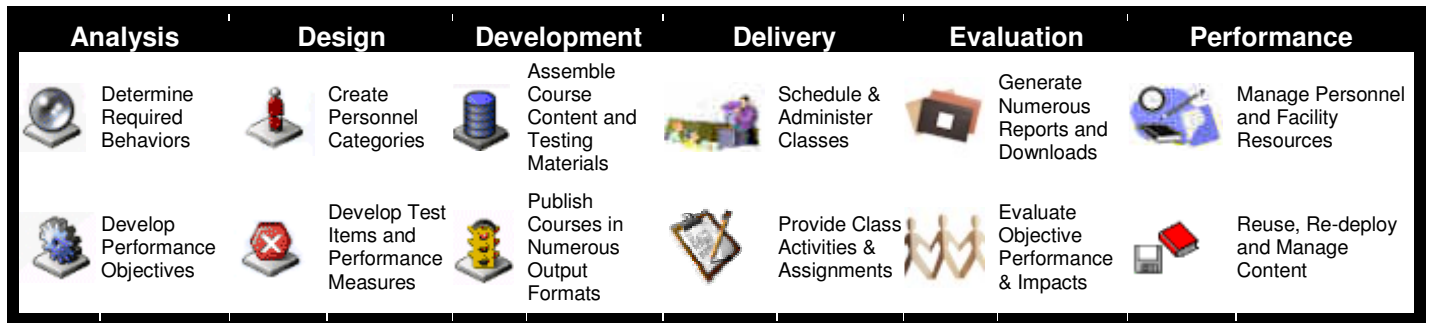 Analysis
Design
Development
Delivery
Evaluation
Performance
Determine
Required
Behaviors
Create
Personnel
Categories
Assemble
Course
Content and
Testing
Materials
Schedule &
Administer
Classes
Generate
Numerous
Reports and
Downloads
Manage Personnel
and Facility
Resources
Develop
Performance
Objectives
Develop Test
Items and
Performance
Measures
Publish
Courses in
Numerous
Output
Formats
Provide Class
Activities &
Assignments
Evaluate
Objective
Performance
& Impacts
Reuse, Re-deploy
and Manage
Content